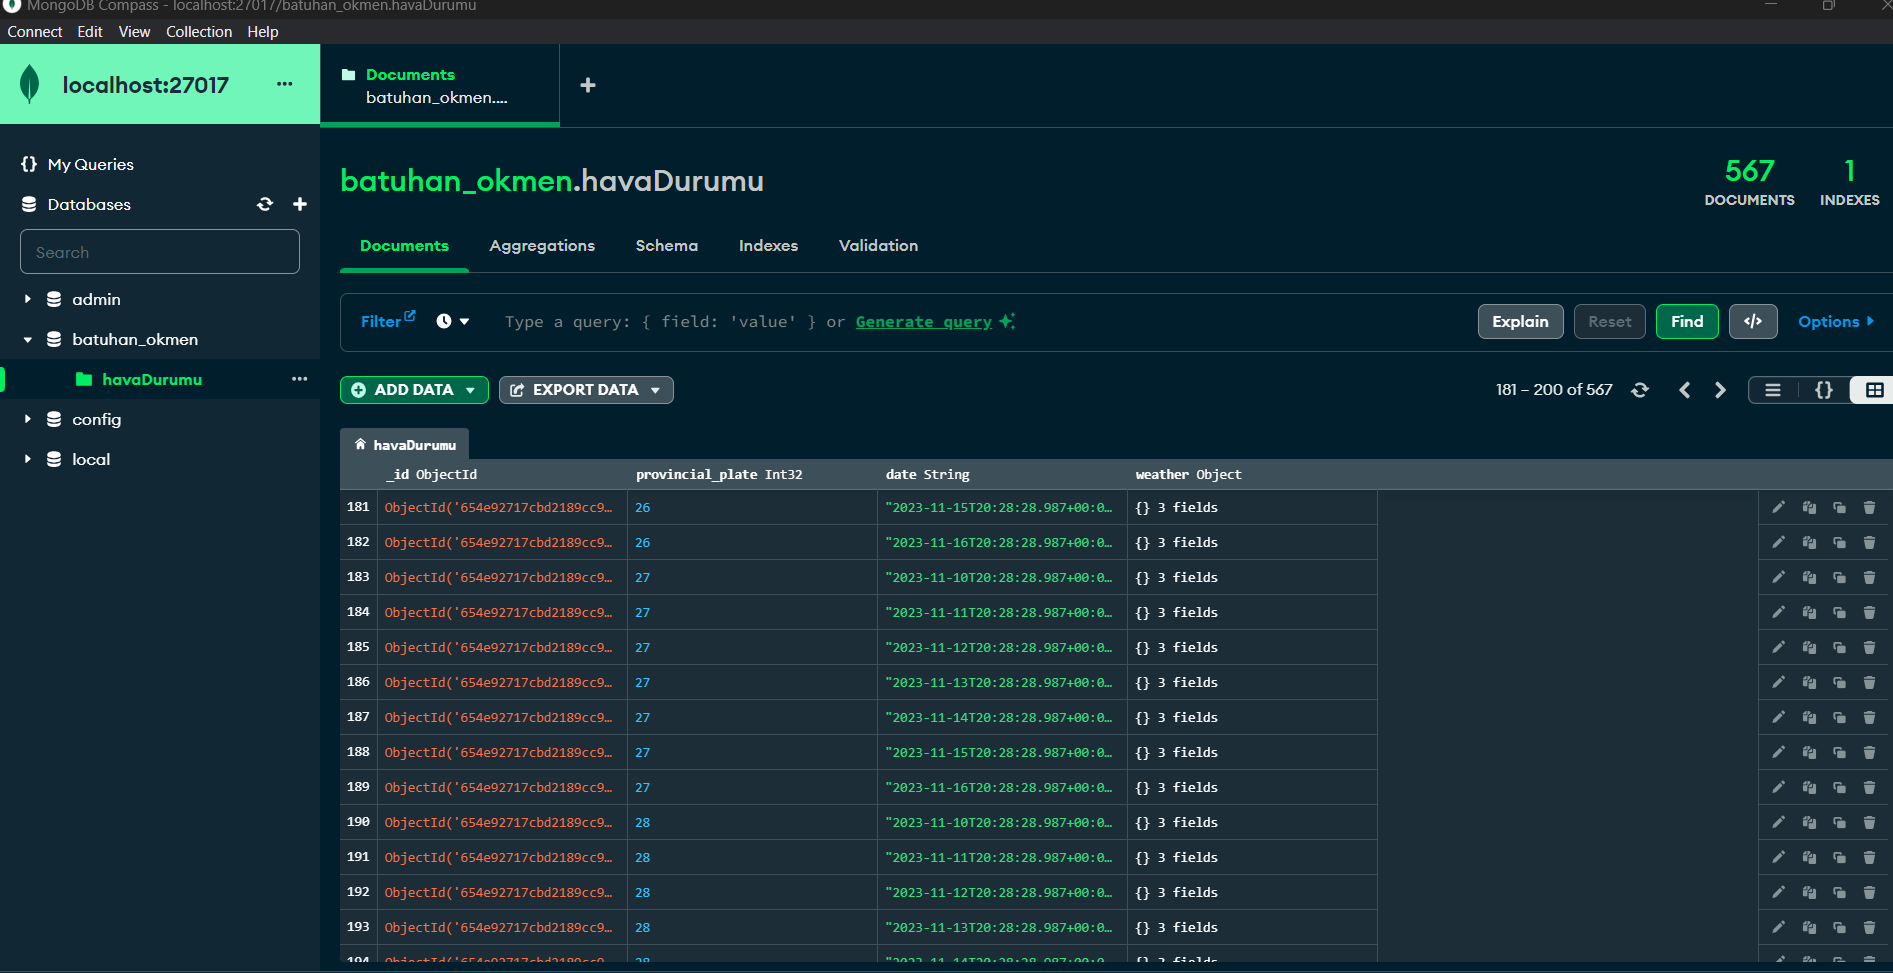 MongoDB Compass - localhost:27017/batuhan_okmen.havaDurumu
Connect Edit View Collection Help
localhost:27017 ...
Documents
batuhan_okmen....
My Queries
Databases
Search
admin
batuhan_okmen
havaDurumu ...
config
local
batuhan_okmen.havaDurumu
567
DOCUMENTS
1
INDEXES
Documents Aggregations Schema Indexes Validation
Filter Type a query: { field: 'value' } or Generate query Explain Reset Find </> Options
ADD DATA EXPORT DATA 181 – 200 of 567 {}
havaDurumu
_id ObjectId provincial_plate Int32 date String weather Object
181 ObjectId('654e92717cbd2189cc9… 26 "2023-11-15T20:28:28.987+00:0… {} 3 fields
182 ObjectId('654e92717cbd2189cc9… 26 "2023-11-16T20:28:28.987+00:0… {} 3 fields
183 ObjectId('654e92717cbd2189cc9… 27 "2023-11-10T20:28:28.987+00:0… {} 3 fields
184 ObjectId('654e92717cbd2189cc9… 27 "2023-11-11T20:28:28.987+00:0… {} 3 fields
185 ObjectId('654e92717cbd2189cc9… 27 "2023-11-12T20:28:28.987+00:0… {} 3 fields
186 ObjectId('654e92717cbd2189cc9… 27 "2023-11-13T20:28:28.987+00:0… {} 3 fields
187 ObjectId('654e92717cbd2189cc9… 27 "2023-11-14T20:28:28.987+00:0… {} 3 fields
188 ObjectId('654e92717cbd2189cc9… 27 "2023-11-15T20:28:28.987+00:0… {} 3 fields
189 ObjectId('654e92717cbd2189cc9… 27 "2023-11-16T20:28:28.987+00:0… {} 3 fields
190 ObjectId('654e92717cbd2189cc9… 28 "2023-11-10T20:28:28.987+00:0… {} 3 fields
191 ObjectId('654e92717cbd2189cc9… 28 "2023-11-11T20:28:28.987+00:0… {} 3 fields
192 ObjectId('654e92717cbd2189cc9… 28 "2023-11-12T20:28:28.987+00:0… {} 3 fields
193 ObjectId('654e92717cbd2189cc9… 28 "2023-11-13T20:28:28.987+00:0… {} 3 fields
194 ObjectId('654e92717cbd2189cc9… 28 "2023-11-14T20:28:28.987+00:0… {} 3 fields